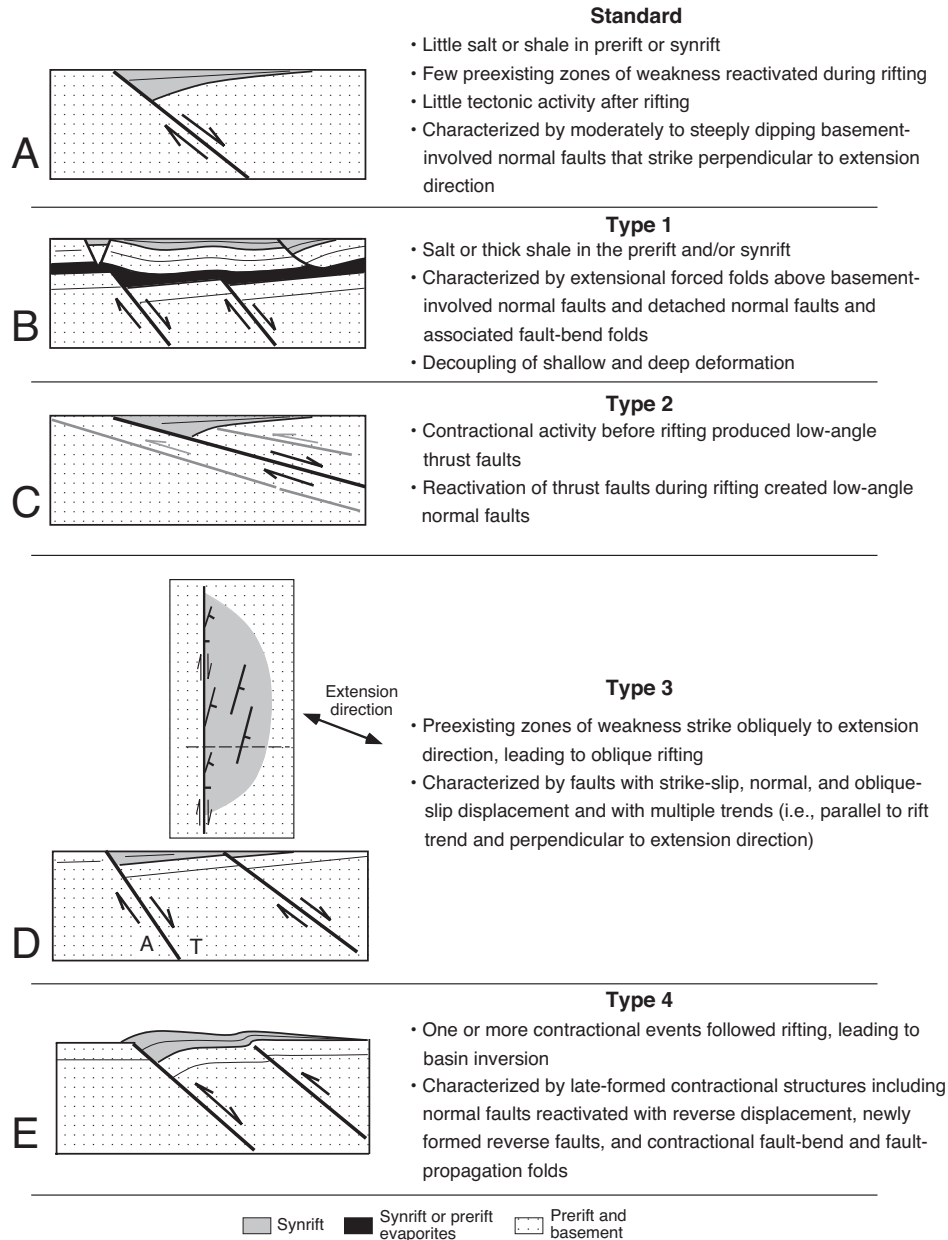 Standard
• Little salt or shale in prerift or synrift
• Few preexisting zones of weakness reactivated during rifting
• Little tectonic activity after rifting
• Characterized by moderately to steeply dipping basement-
involved normal faults that strike perpendicular to extension
direction
A
Type 1
• Salt or thick shale in the prerift and/or synrift
• Characterized by extensional forced folds above basement-
involved normal faults and detached normal faults and
associated fault-bend folds
• Decoupling of shallow and deep deformation
B
Type 2
• Contractional activity before rifting produced low-angle
thrust faults
• Reactivation of thrust faults during rifting created low-angle
normal faults
C
Extension
direction
Type 3
• Preexisting zones of weakness strike obliquely to extension
direction, leading to oblique rifting
• Characterized by faults with strike-slip, normal, and oblique-
slip displacement and with multiple trends (i.e., parallel to rift
trend and perpendicular to extension direction)
A T
D
Type 4
• One or more contractional events followed rifting, leading to
basin inversion
• Characterized by late-formed contractional structures including
normal faults reactivated with reverse displacement, newly
formed reverse faults, and contractional fault-bend and fault-
propagation folds
E
Synrift
Synrift or prerift
evaporites
Prerift and
basement